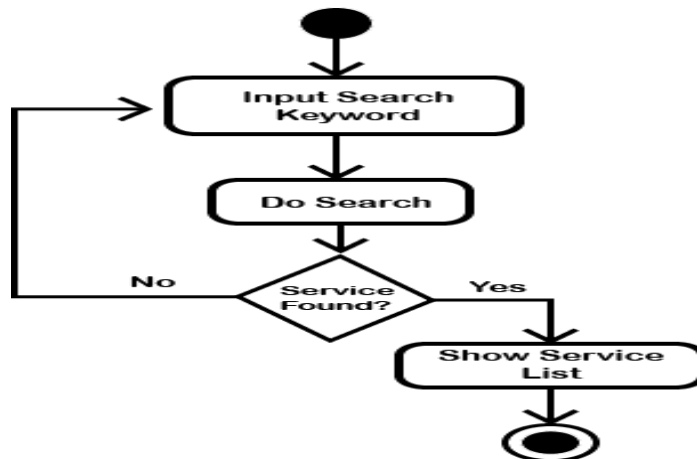 Input Search
Keyword
Do Search
No
Service
Found?
Yes
Show Service
List